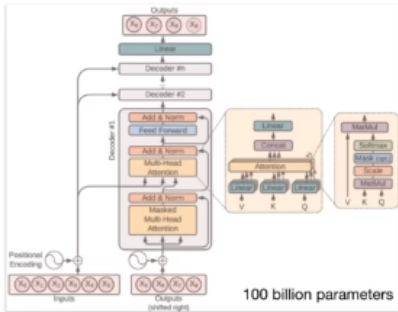 Outputs
Linear
Decoder #n
Decoder #2
Decoder #1
Add & Norm
Feed Forward
Add & Norm
Multi-Head
Attention
Add & Norm
Masked
Multi-Head
Attention
Positional
Encoding
Inputs
Outputs
(shifted right)
Linear
Concat
Attention
Linear Linear Linear
V K Q
MatMul
Softmax
Mask opt.
Scale
MatMul
V K Q
100 billion parameters